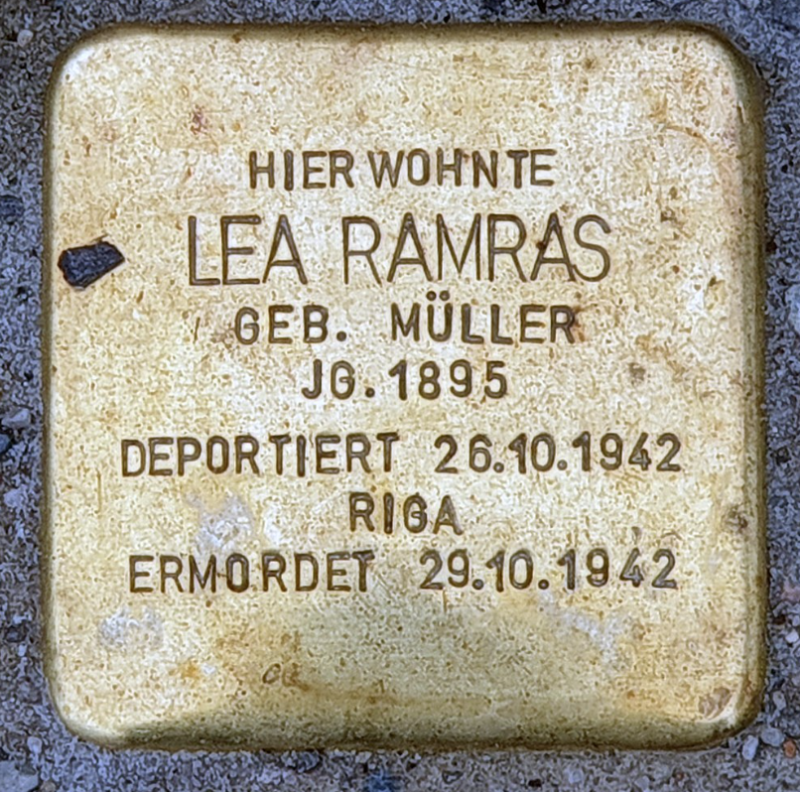 HIER WOHNTE
LEA RAMRAS
GEB. MÜLLER
JG. 1895
DEPORTIERT 26.10.1942
RIGA
ERMORDET 29.10.1942